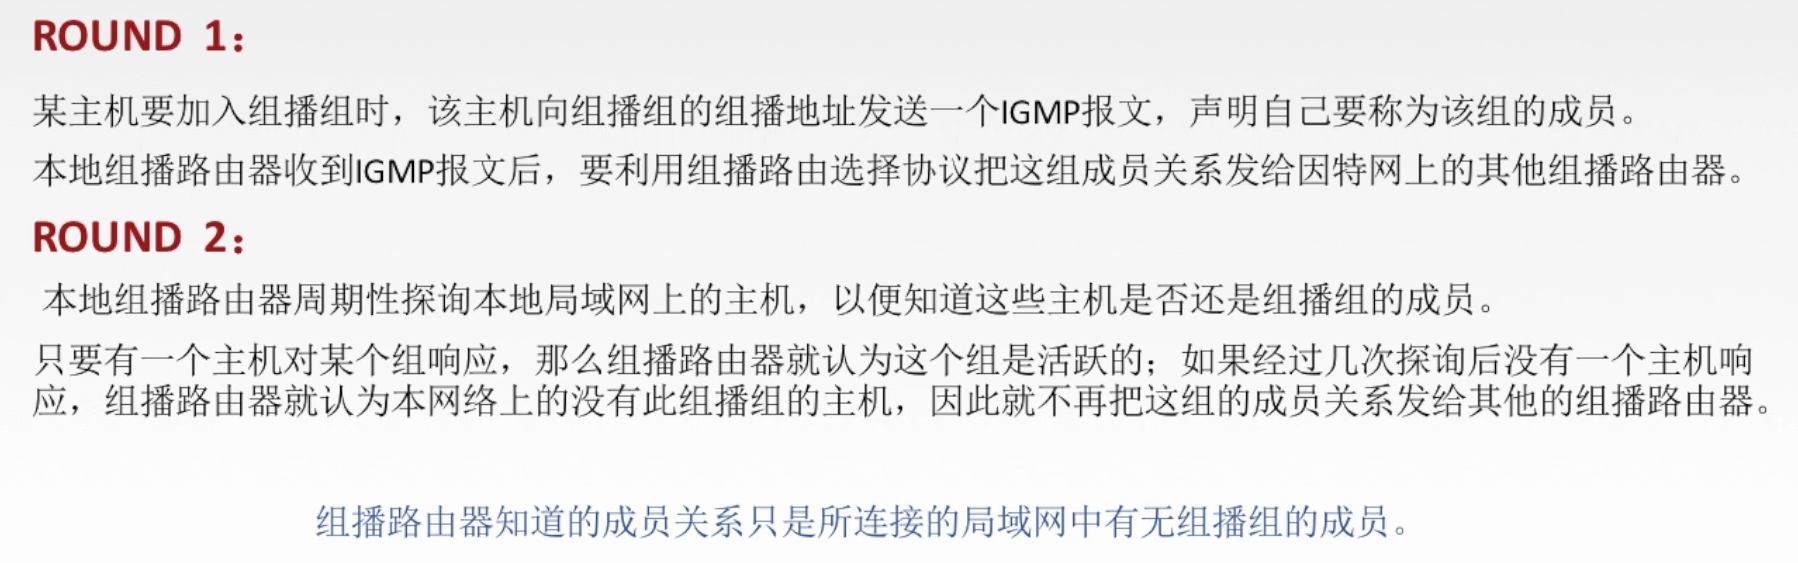 ROUND 1：
某主机要加入组播组时，该主机向组播组的组播地址发送一个IGMP报文，声明自己要称为该组的成员。
本地组播路由器收到IGMP报文后，要利用组播路由选择协议把这组成员关系发给因特网上的其他组播路由器。
ROUND 2：
本地组播路由器周期性探询本地局域网上的主机，以便知道这些主机是否还是组播组的成员。
只要有一个主机对某个组响应，那么组播路由器就认为这个组是活跃的；如果经过几次探询后没有一个主机响
应，组播路由器就认为本网络上的没有此组播组的主机，因此就不再把这组的成员关系发给其他的组播路由器。
组播路由器知道的成员关系只是所连接的局域网中有无组播组的成员。